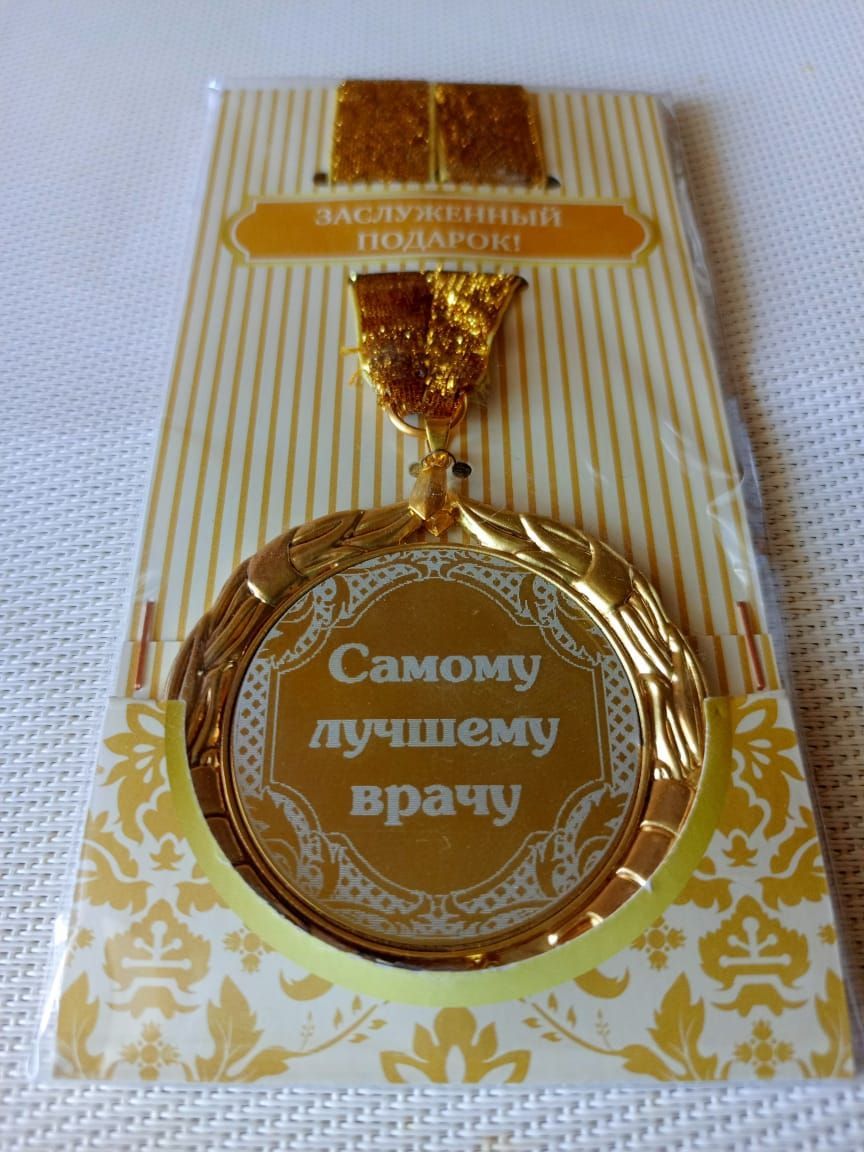 ЗАСЛУЖЕННЫЙ
ПОДАРОК!
Самому
лучшему
врачу